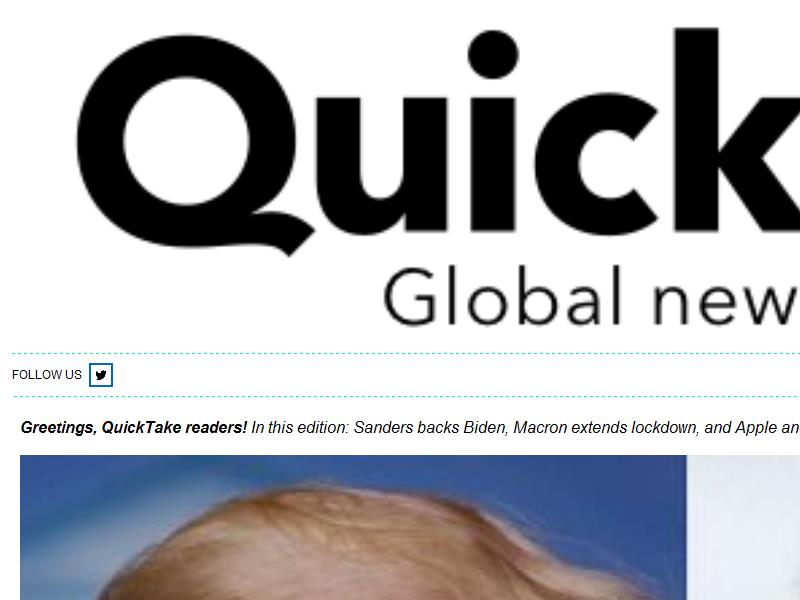 Quick
Global new
FOLLOW US
Greetings, QuickTake readers! In this edition: Sanders backs Biden, Macron extends lockdown, and Apple an